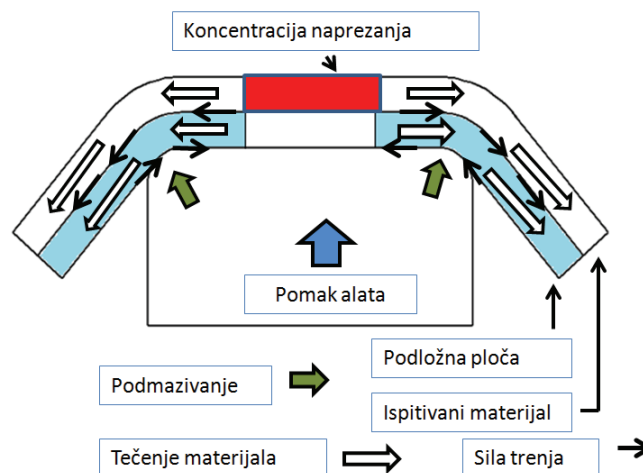 Koncentracija naprezanja
Pomak alata
Podložna ploča
Podmazivanje
Ispitivani materijal
Tečenje materijala
Sila trenja